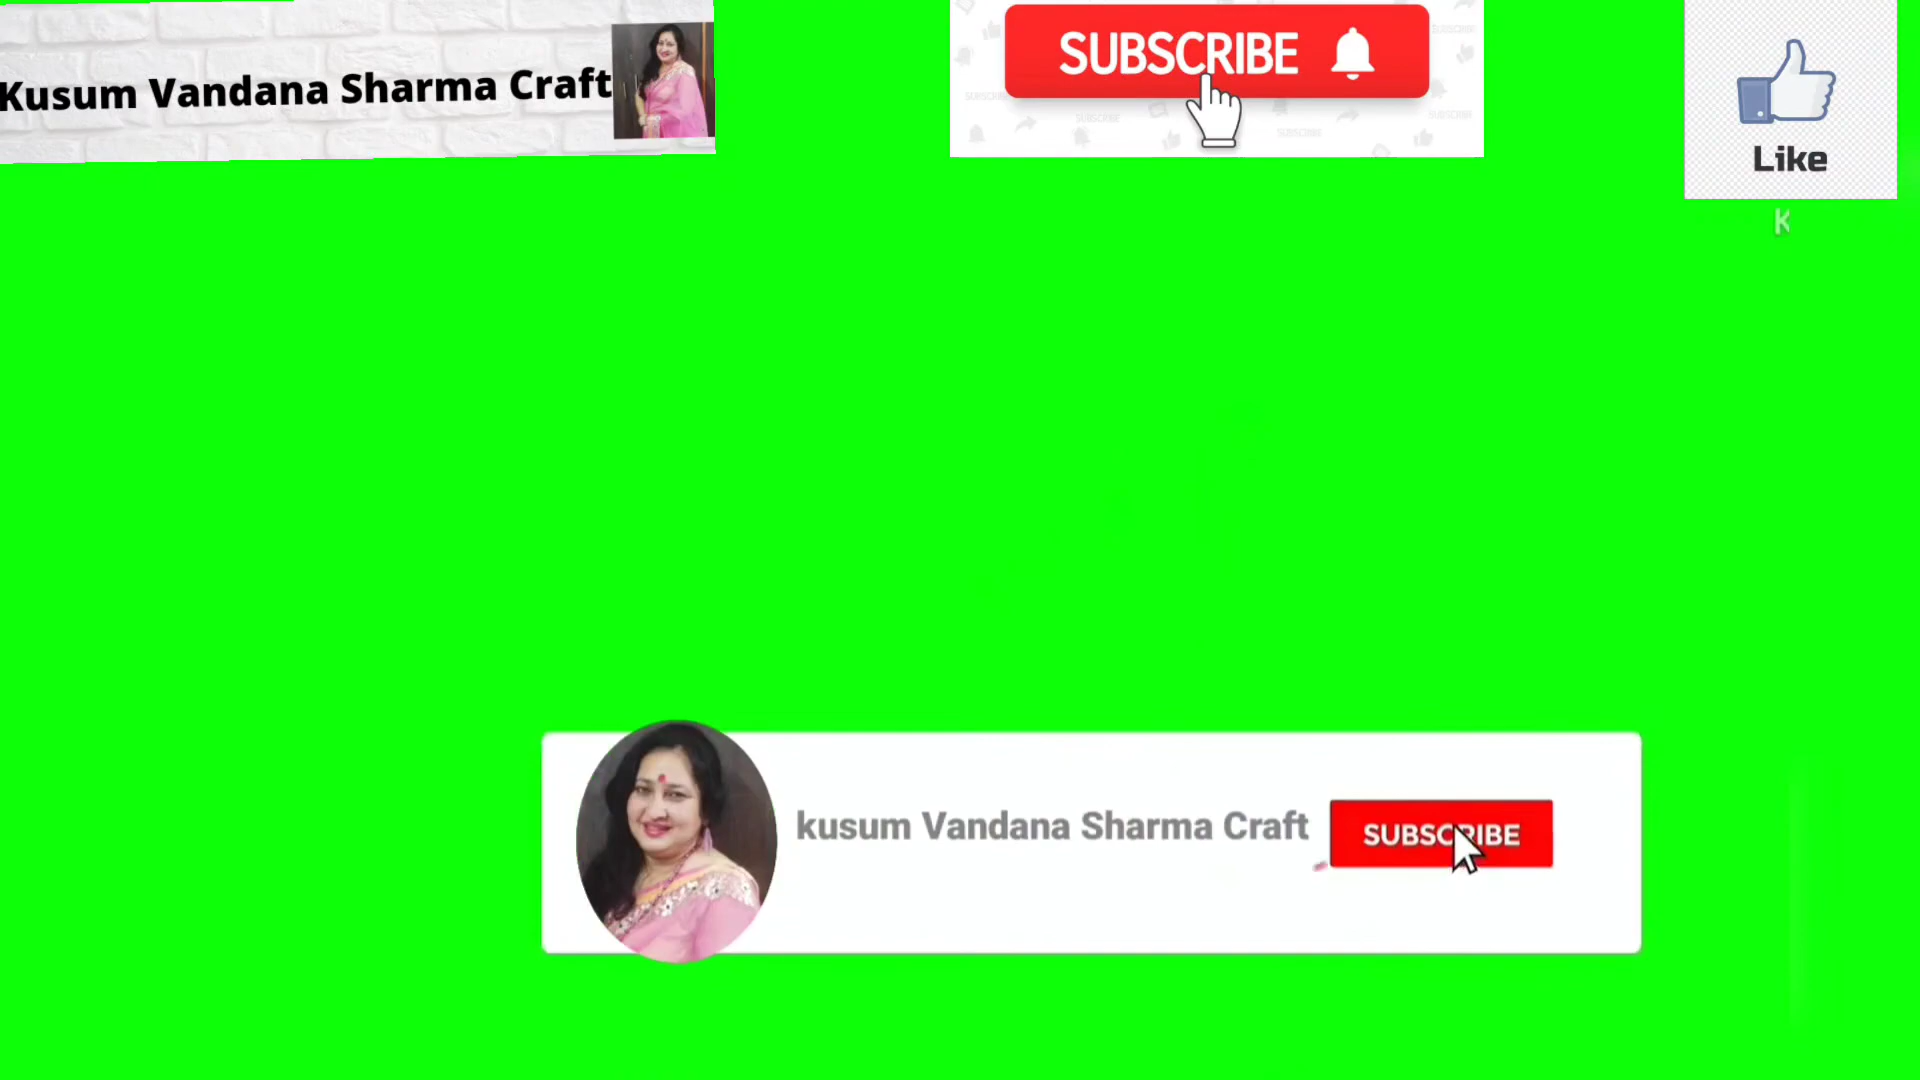 Kusum Vandana Sharma Craft
SUBSCRIBE
Like
K
kusum Vandana Sharma Craft
SUBSCRIBE